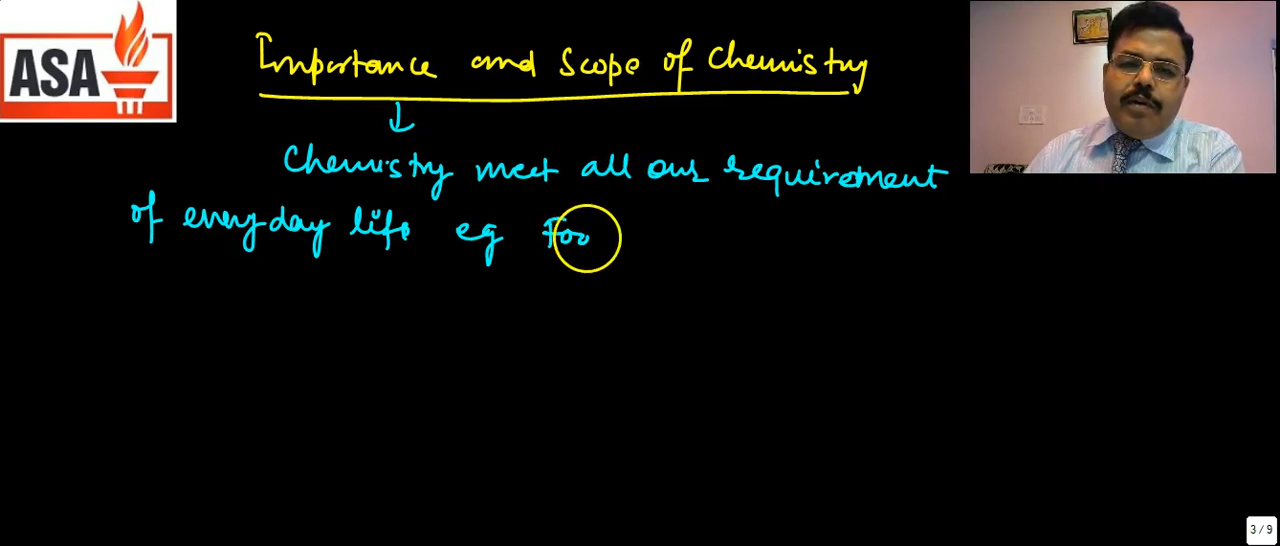 ASA
Importance and Scope of Chemistry
Chemistry meet all our requirement
of everyday life eg Foo
3/9